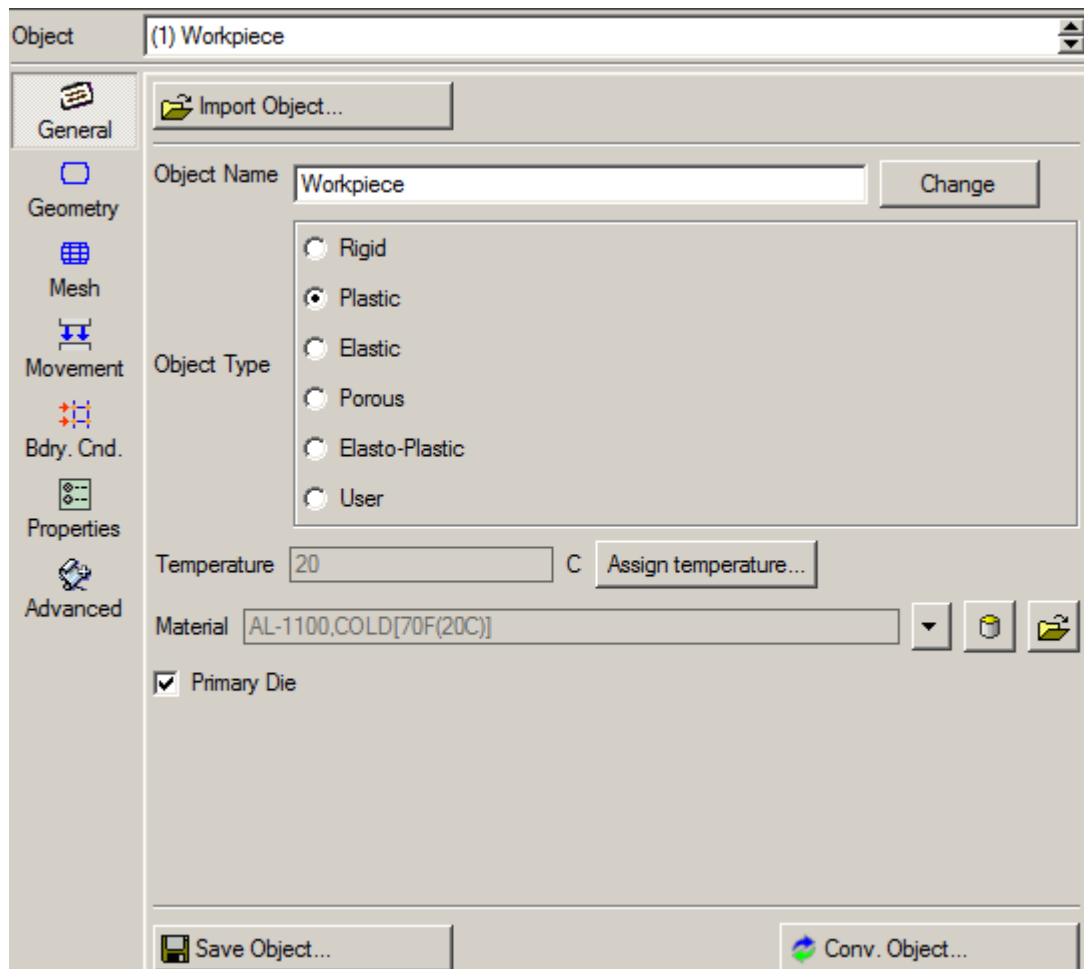 Object (1) Workpiece
General
Import Object...
Geometry
Object Name Workpiece Change
Mesh
Movement
Bdry. Cnd.
Properties
Advanced
Object Type
Rigid
Plastic
Elastic
Porous
Elasto-Plastic
User
Temperature 20 C Assign temperature...
Material AL-1100,COLD[70F(20C)]
Primary Die
Save Object... Conv. Object...